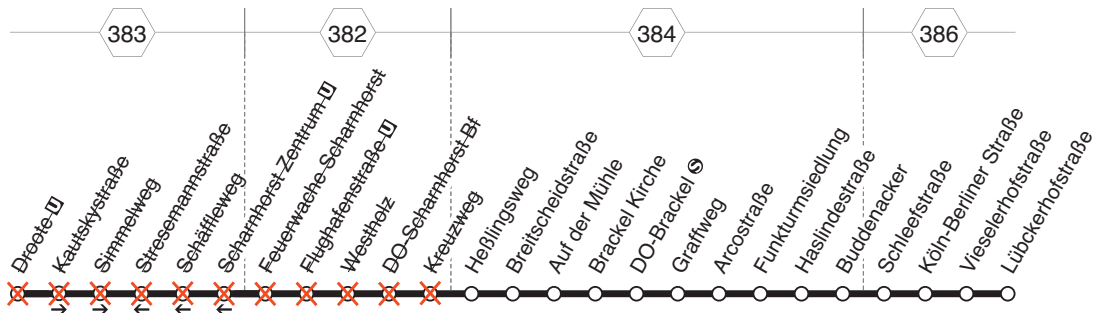 383
382
384
386
Droote U
Kautskystraße
Simmelweg
Stresemannstraße
Schäfleweg
Scharnhorst Zentrum U
Feuerwache Scharnhorst
Flughafenstraße U
Westholz
DO-Scharnhorst Bf
Kreuzweg
Heßlingsweg
Breitscheidstraße
Auf der Mühle
Brackel Kirche
DO-Brackel S
Graffweg
Arcostraße
Funkturmsiedlung
Haslindestraße
Buddenacker
Schleefstraße
Köln-Berliner Straße
Vieselerhofstraße
Lübckerhofstraße